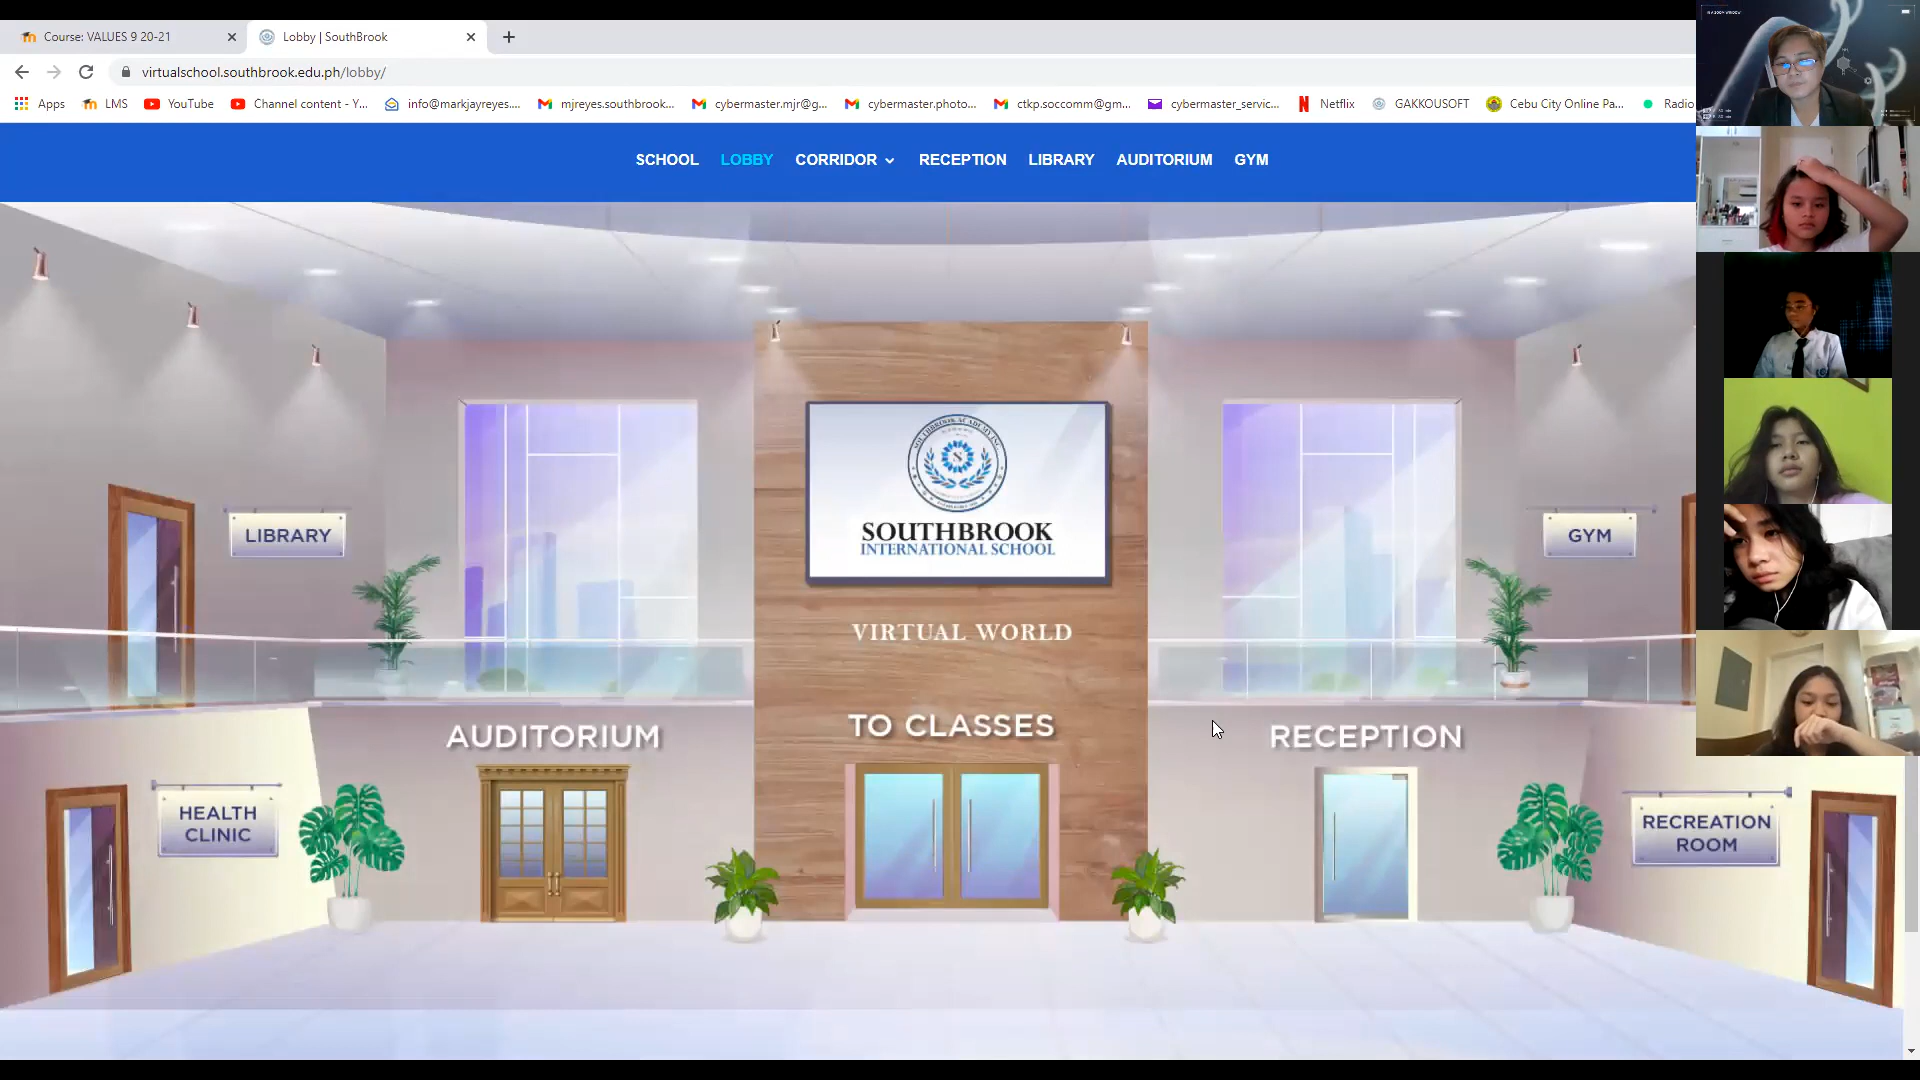 Course: VALUES 9 20-21
Lobby | SouthBrook
virtualschool.southbrook.edu.ph/lobby/
Apps
LMS
YouTube
Channel content - Y...
info@markjayreyes....
mjreyes.southbrook...
cybermaster.mjr@g...
cybermaster.photo...
ctkp.soccomm@gm...
cybermaster_servic...
Netflix
GAKKOUSOFT
Cebu City Online Pa...
Radio
SCHOOL
LOBBY
CORRIDOR
RECEPTION
LIBRARY
AUDITORIUM
GYM
SOUTHBROOK ACADEMY INC.
S
SOUTHBROOK
INTERNATIONAL SCHOOL
LIBRARY
GYM
VIRTUAL WORLD
AUDITORIUM
TO CLASSES
RECEPTION
HEALTH
CLINIC
RECREATION
ROOM